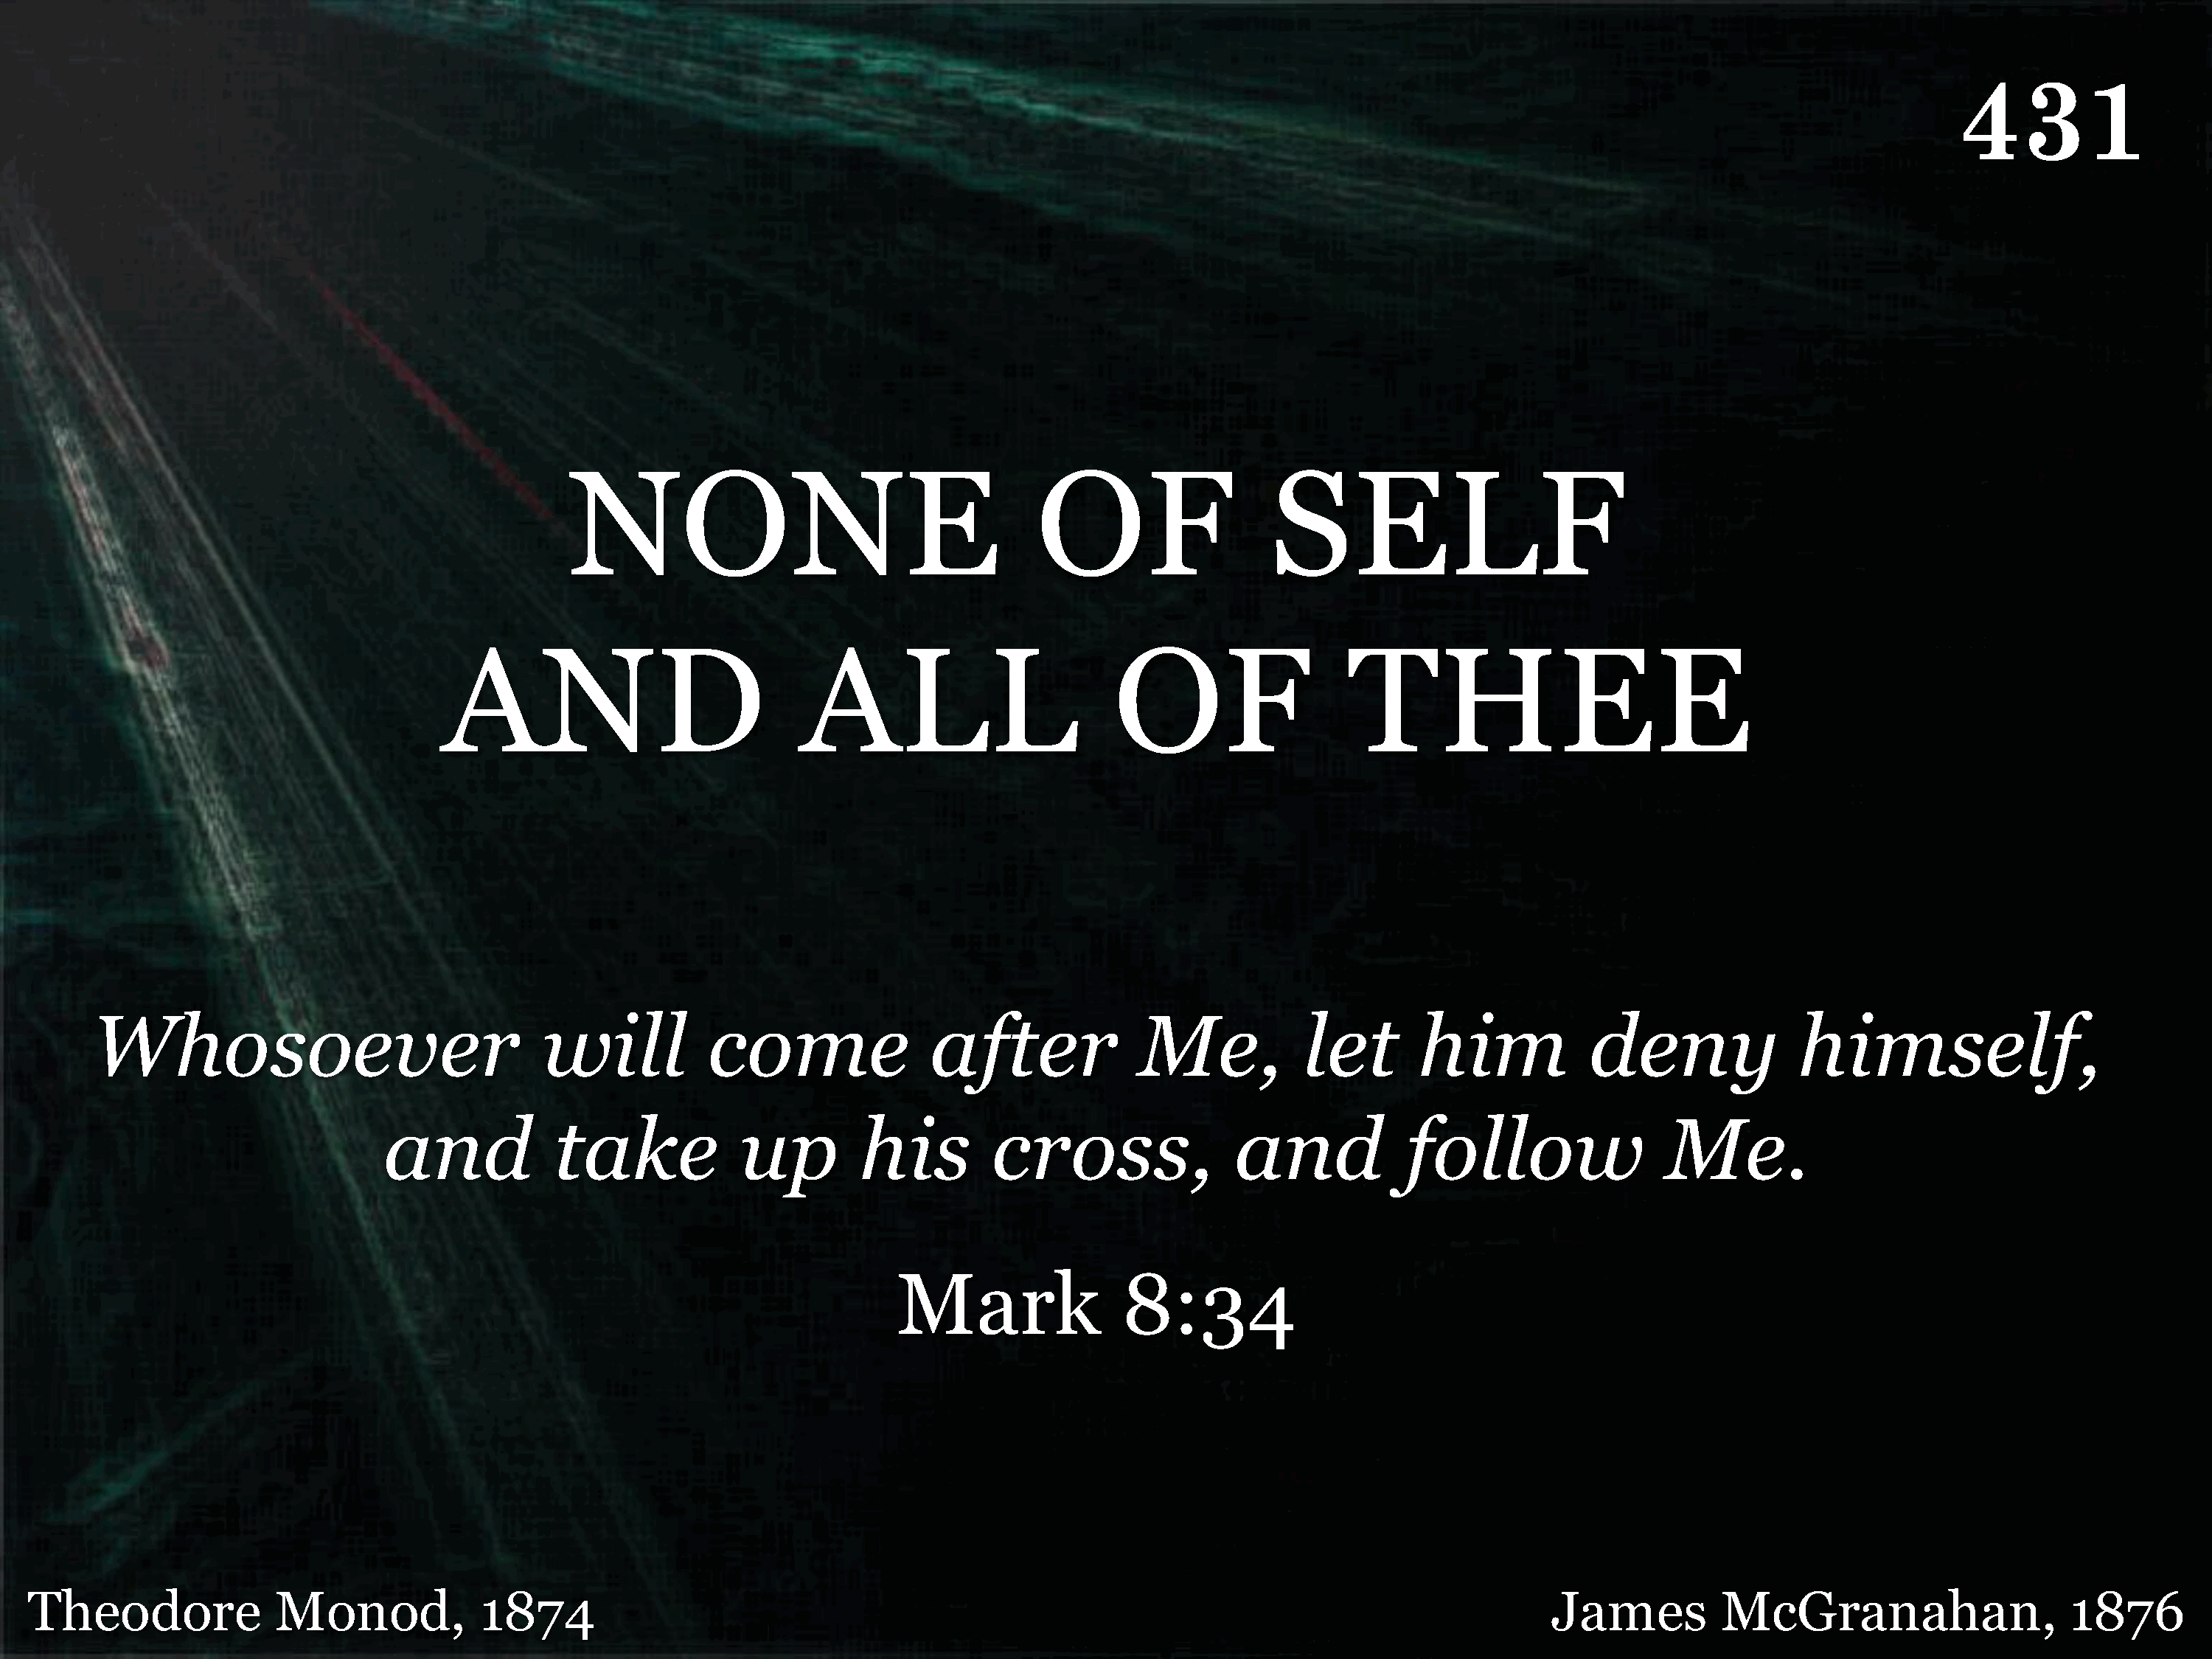 431
NONE OF SELF
AND ALL OF THEE
Whosoever will come after Me, let him deny himself,
and take up his cross, and follow Me.
Mark 8:34
Theodore Monod, 1874
James McGranahan, 1876